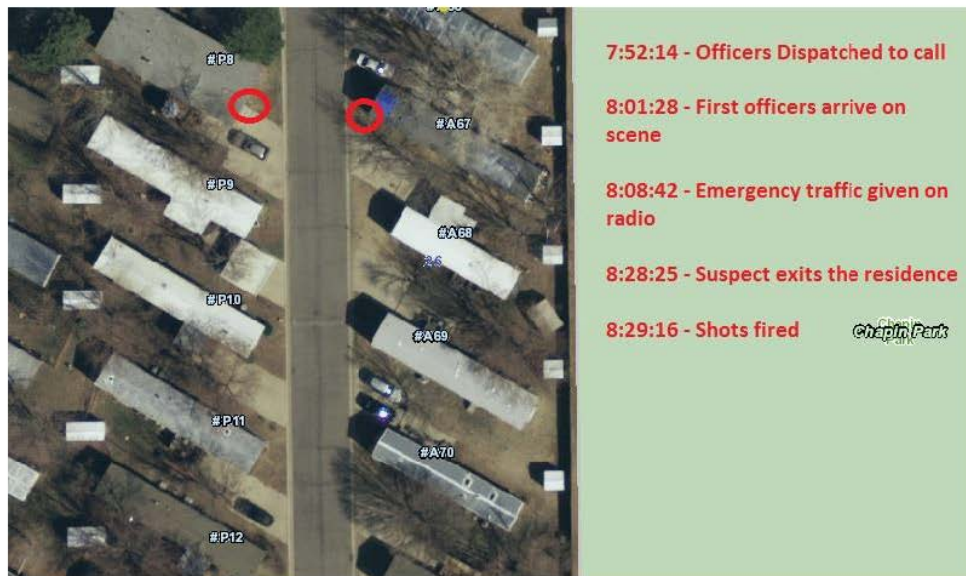 #P8
#A67
#P9
#A68
26
#P10
#A69
#P11
#A70
#P12
7:52:14 - Officers Dispatched to call
8:01:28 - First officers arrive on
scene
8:08:42 - Emergency traffic given on
radio
8:28:25 - Suspect exits the residence
8:29:16 - Shots fired
Chapin Park